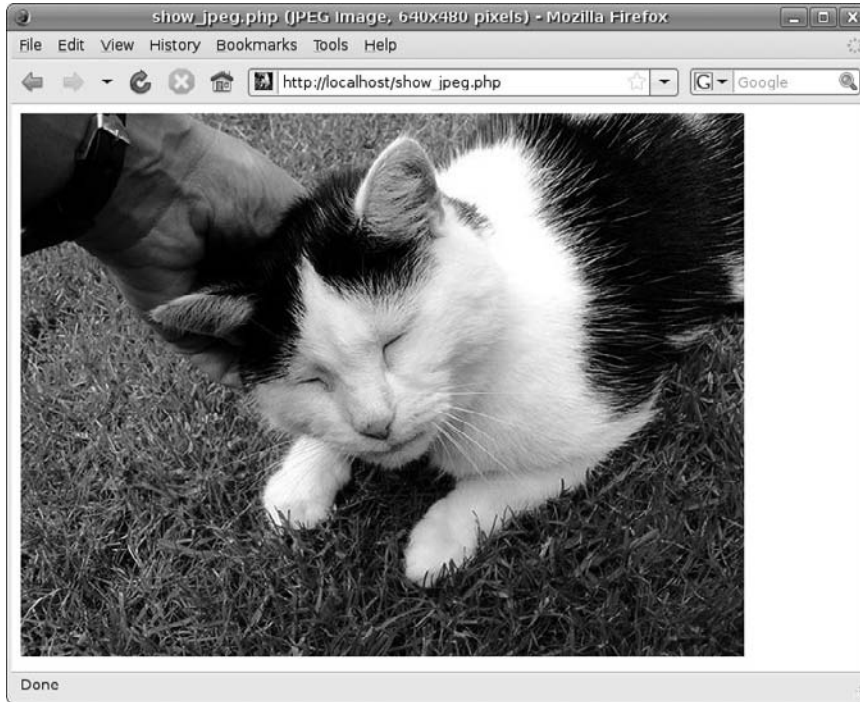 show_jpeg.php (JPEG Image, 640x480 pixels) - Mozilla Firefox
File Edit View History Bookmarks Tools Help
http://localhost/show_jpeg.php G Google
Done